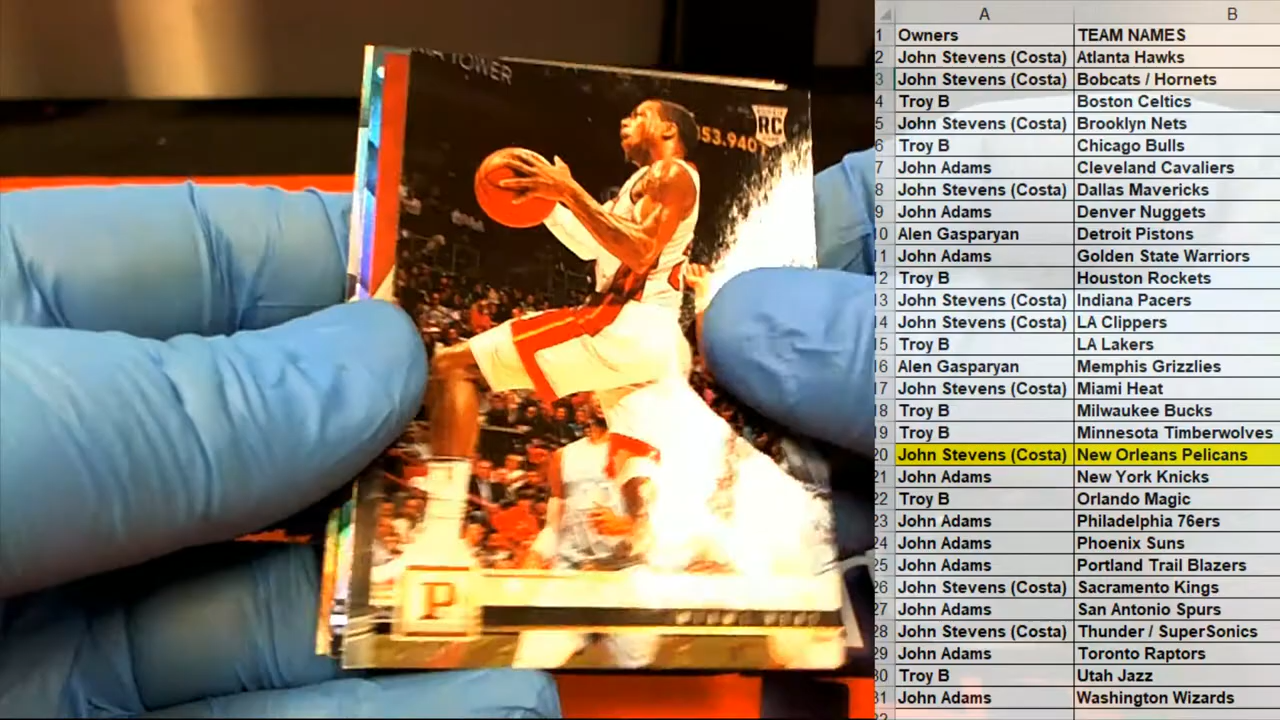 TOWER
53.940
RC
P
A B
1 Owners TEAM NAMES
2 John Stevens (Costa) Atlanta Hawks
3 John Stevens (Costa) Bobcats / Hornets
4 Troy B Boston Celtics
5 John Stevens (Costa) Brooklyn Nets
6 Troy B Chicago Bulls
7 John Adams Cleveland Cavaliers
8 John Stevens (Costa) Dallas Mavericks
9 John Adams Denver Nuggets
10 Alen Gasparyan Detroit Pistons
11 John Adams Golden State Warriors
12 Troy B Houston Rockets
13 John Stevens (Costa) Indiana Pacers
14 John Stevens (Costa) LA Clippers
15 Troy B LA Lakers
16 Alen Gasparyan Memphis Grizzlies
17 John Stevens (Costa) Miami Heat
18 Troy B Milwaukee Bucks
19 Troy B Minnesota Timberwolves
20 John Stevens (Costa) New Orleans Pelicans
21 John Adams New York Knicks
22 Troy B Orlando Magic
23 John Adams Philadelphia 76ers
24 John Adams Phoenix Suns
25 John Adams Portland Trail Blazers
26 John Stevens (Costa) Sacramento Kings
27 John Adams San Antonio Spurs
28 John Stevens (Costa) Thunder / SuperSonics
29 John Adams Toronto Raptors
30 Troy B Utah Jazz
31 John Adams Washington Wizards